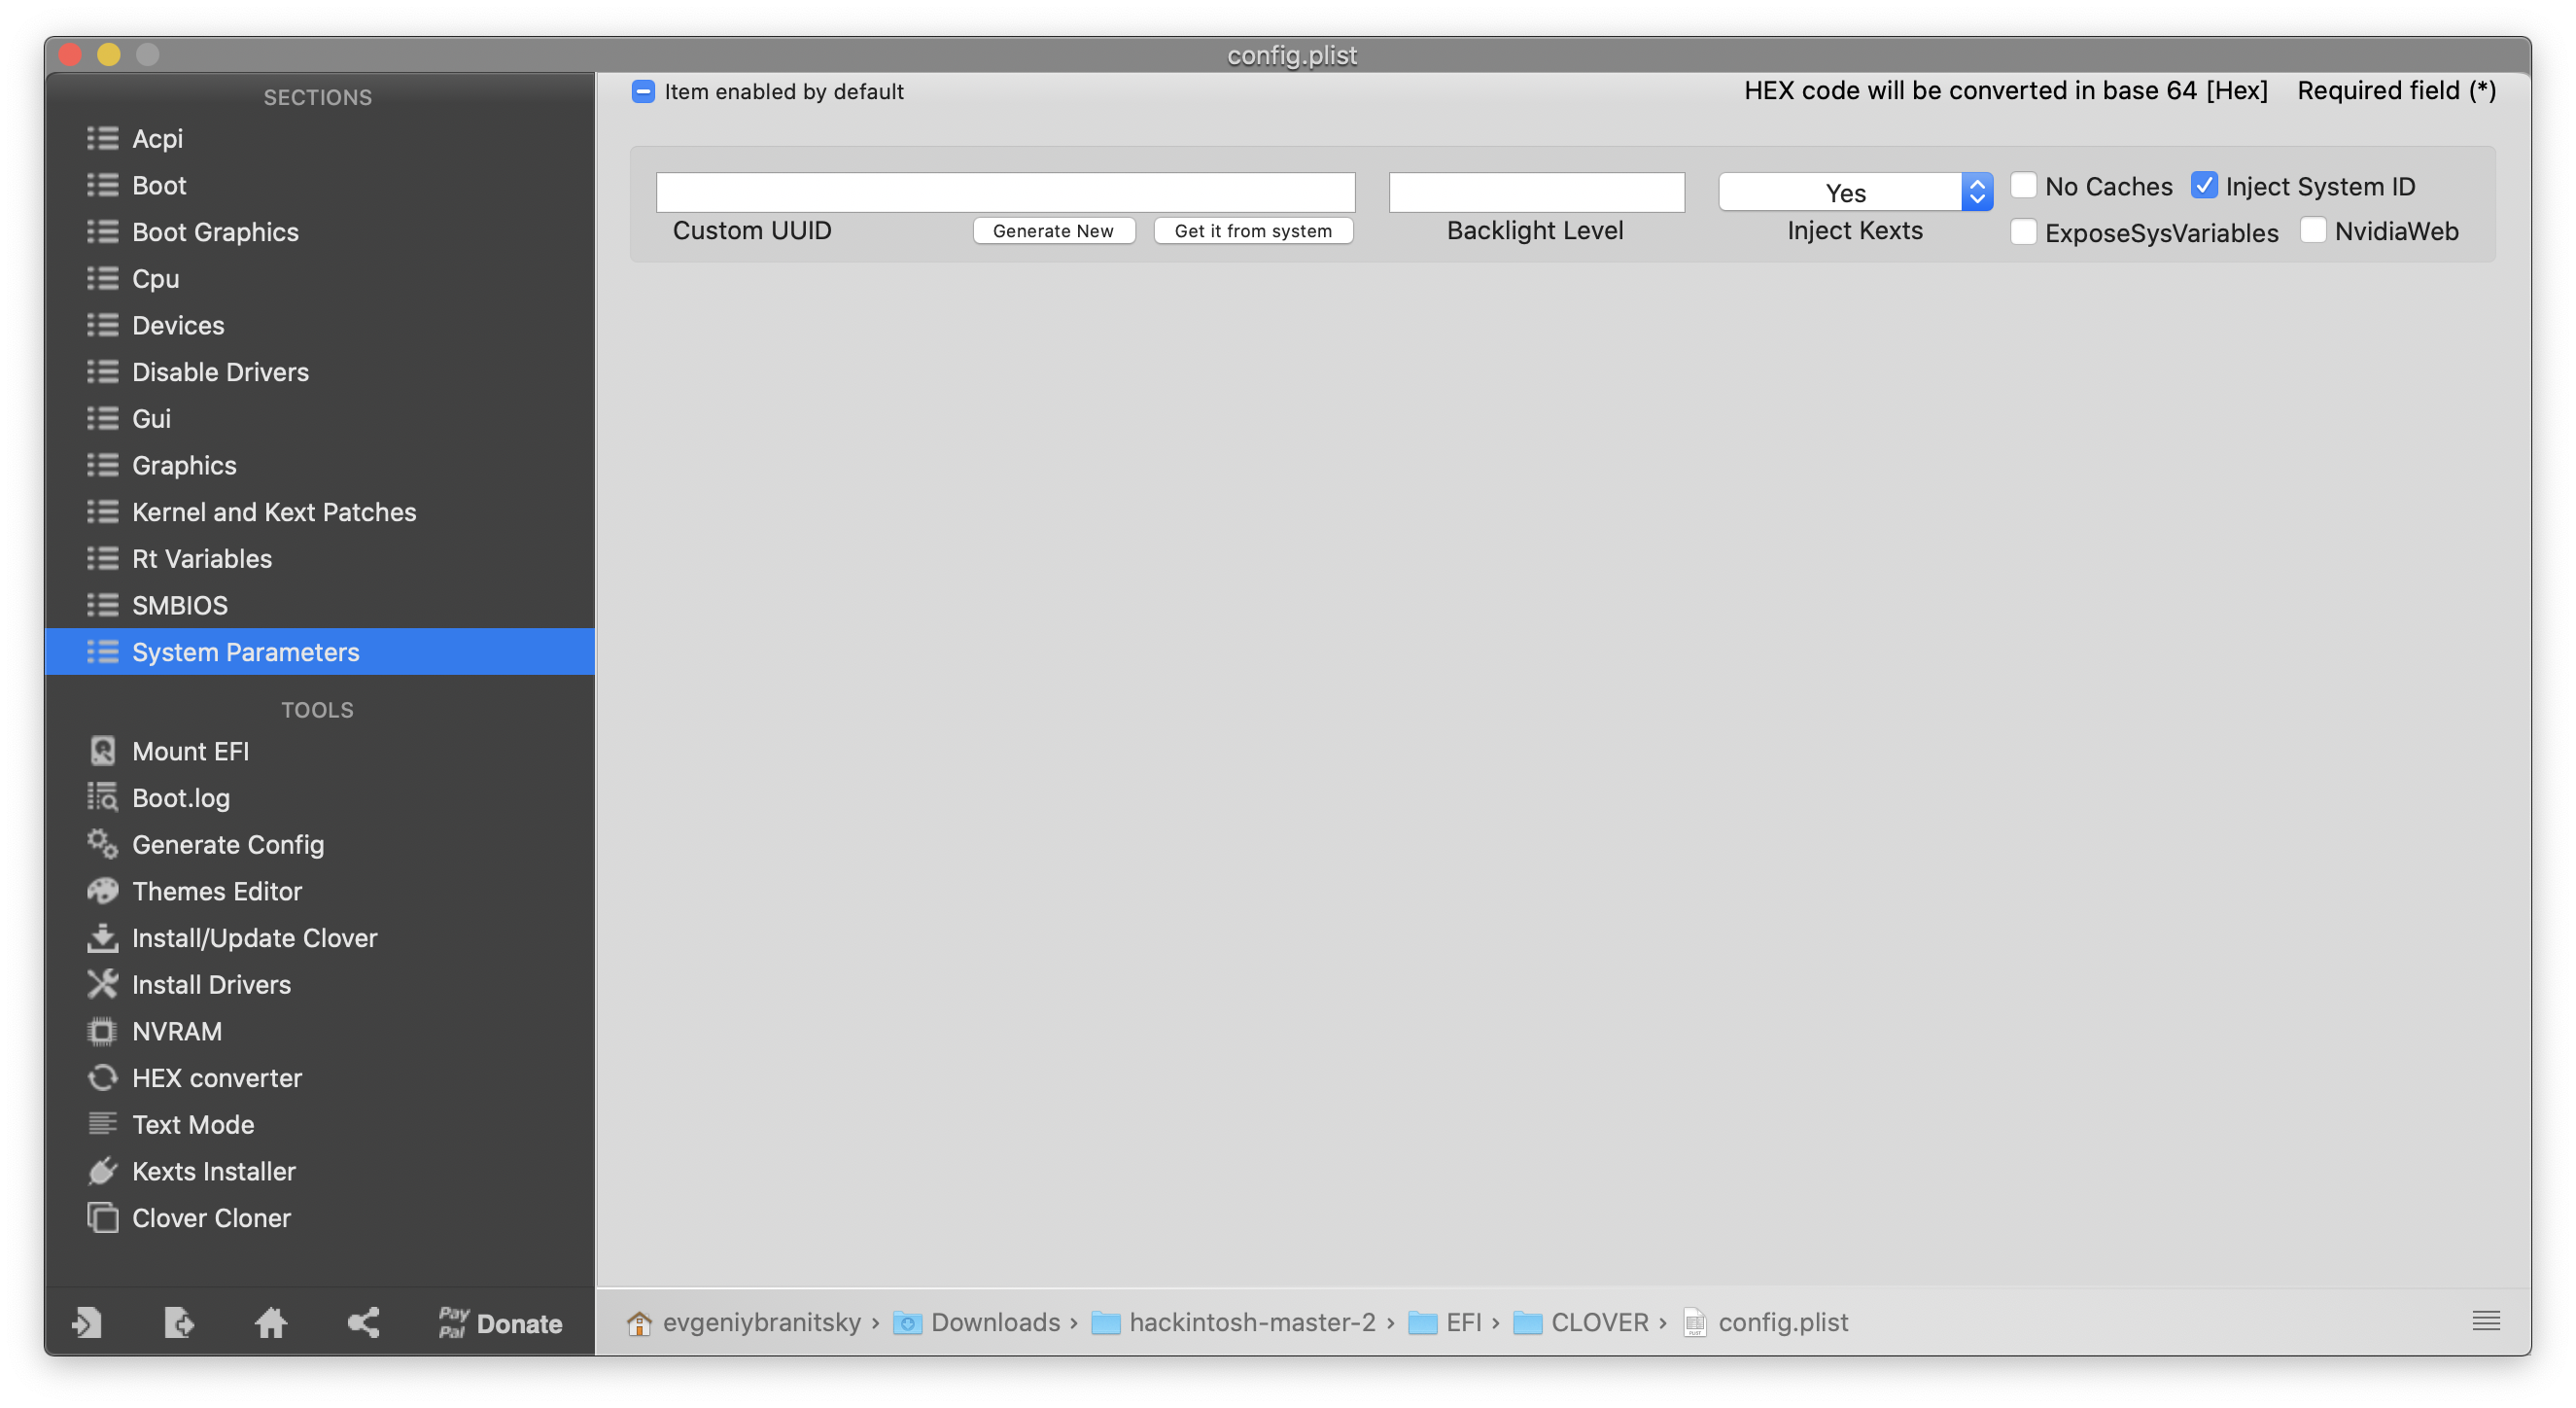 config.plist
SECTIONS
Acpi
Boot
Boot Graphics
Cpu
Devices
Disable Drivers
Gui
Graphics
Kernel and Kext Patches
Rt Variables
SMBIOS
System Parameters
TOOLS
Mount EFI
Boot.log
Generate Config
Themes Editor
Install/Update Clover
Install Drivers
NVRAM
HEX converter
Text Mode
Kexts Installer
Clover Cloner
Pay
Pal Donate
Item enabled by default HEX code will be converted in base 64 [Hex] Required field (*)
Yes No Caches Inject System ID
Custom UUID Generate New Get it from system Backlight Level Inject Kexts ExposeSysVariables NvidiaWeb
evgeniybranitsky › Downloads › hackintosh-master-2 › EFI › CLOVER › config.plist